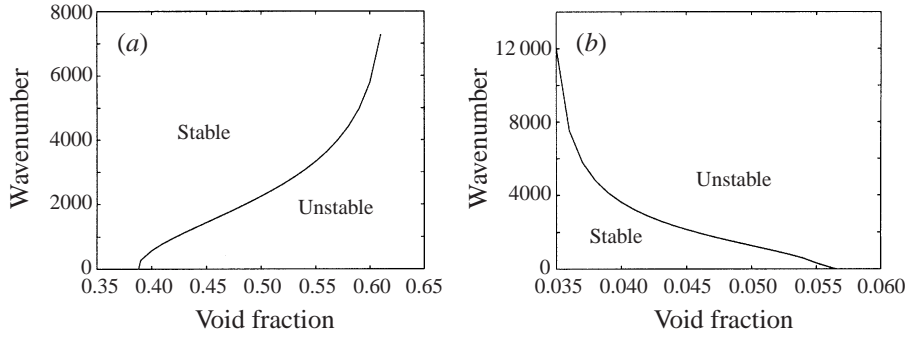 (a)
8000
6000
4000
2000
0
Wavenumber
Stable
Unstable
0.35 0.40 0.45 0.50 0.55 0.60 0.65
Void fraction
(b)
12 000
8000
4000
0
Wavenumber
Unstable
Stable
0.035 0.040 0.045 0.050 0.055 0.060
Void fraction